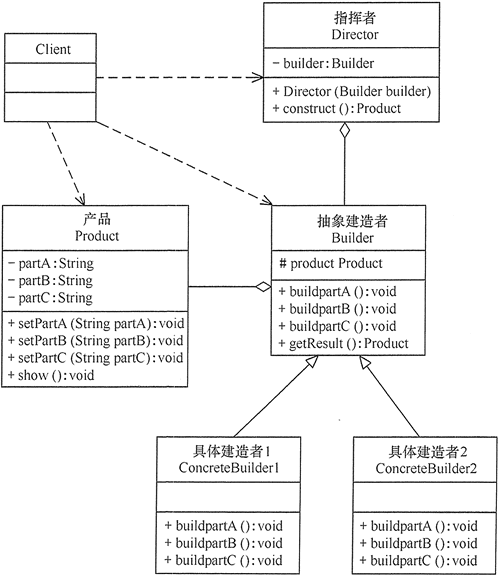 Client
指挥者
Director
- builder:Builder
+ Director(Builder builder)
+ construct():Product
产品
Product
- partA:String
- partB:String
- partC:String
+ setPartA(String partA):void
+ setPartB(String partB):void
+ setPartC(String partC):void
+ show():void
抽象建造者
Builder
# product Product
+ buildpartA():void
+ buildpartB():void
+ buildpartC():void
+ getResult():Product
具体建造者1
ConcreteBuilder1
+ buildpartA():void
+ buildpartB():void
+ buildpartC():void
具体建造者2
ConcreteBuilder2
+ buildpartA():void
+ buildpartB():void
+ buildpartC():void